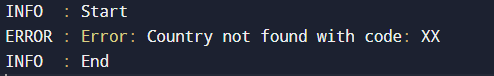 INFO  : Start
ERROR : Error: Country not found with code: XX
INFO  : End